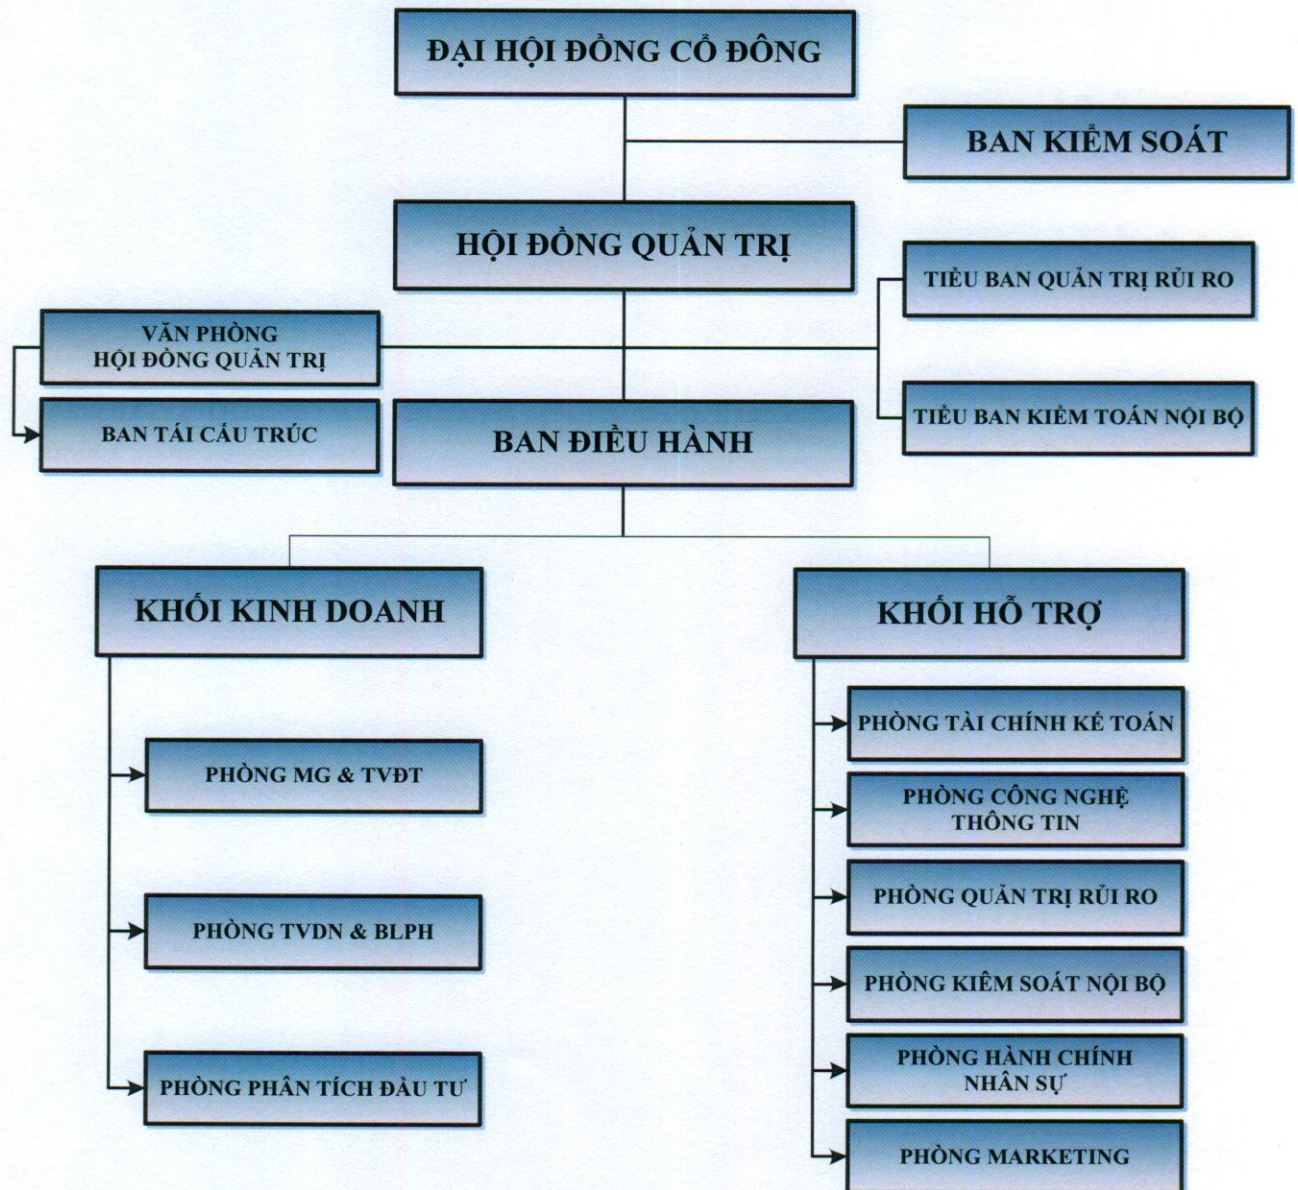 ĐẠI HỘI ĐỒNG CỔ ĐÔNG
BAN KIỂM SOÁT
HỘI ĐỒNG QUẢN TRỊ
TIỂU BAN QUẢN TRỊ RỦI RO
VĂN PHÒNG
HỘI ĐỒNG QUẢN TRỊ
BAN TÁI CẤU TRÚC
BAN ĐIỀU HÀNH
TIỂU BAN KIỂM TOÁN NỘI BỘ
KHỐI KINH DOANH
PHÒNG MG & TVĐT
PHÒNG TVDN & BLPH
PHÒNG PHÂN TÍCH ĐẦU TƯ
KHỐI HỖ TRỢ
PHÒNG TÀI CHÍNH KẾ TOÁN
PHÒNG CÔNG NGHỆ
THÔNG TIN
PHÒNG QUẢN TRỊ RỦI RO
PHÒNG KIỂM SOÁT NỘI BỘ
PHÒNG HÀNH CHÍNH
NHÂN SỰ
PHÒNG MARKETING